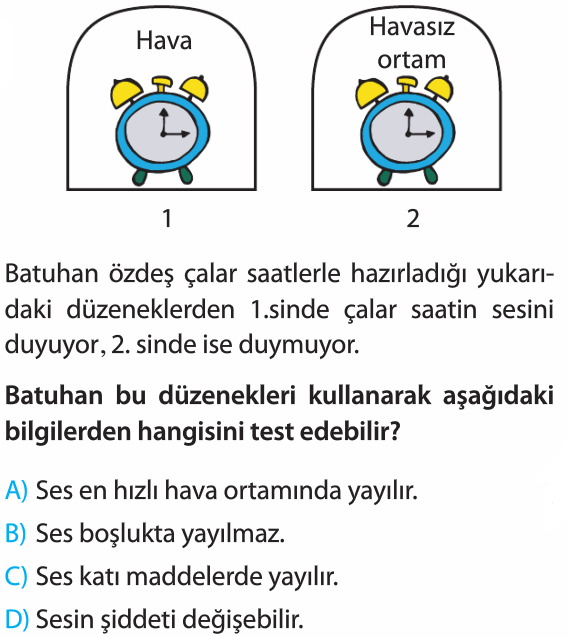 Hava
Havasız
ortam
1
2
Batuhan özdeş çalar saatlerle hazırladığı yukarı-
daki düzeneklerden 1.sinde çalar saatin sesini
duyuyor, 2. sinde ise duymuyor.
Batuhan bu düzenekleri kullanarak aşağıdaki
bilgilerden hangisini test edebilir?
A) Ses en hızlı hava ortamında yayılır.
B) Ses boşlukta yayılmaz.
C) Ses katı maddelerde yayılır.
D) Sesin şiddeti değişebilir.